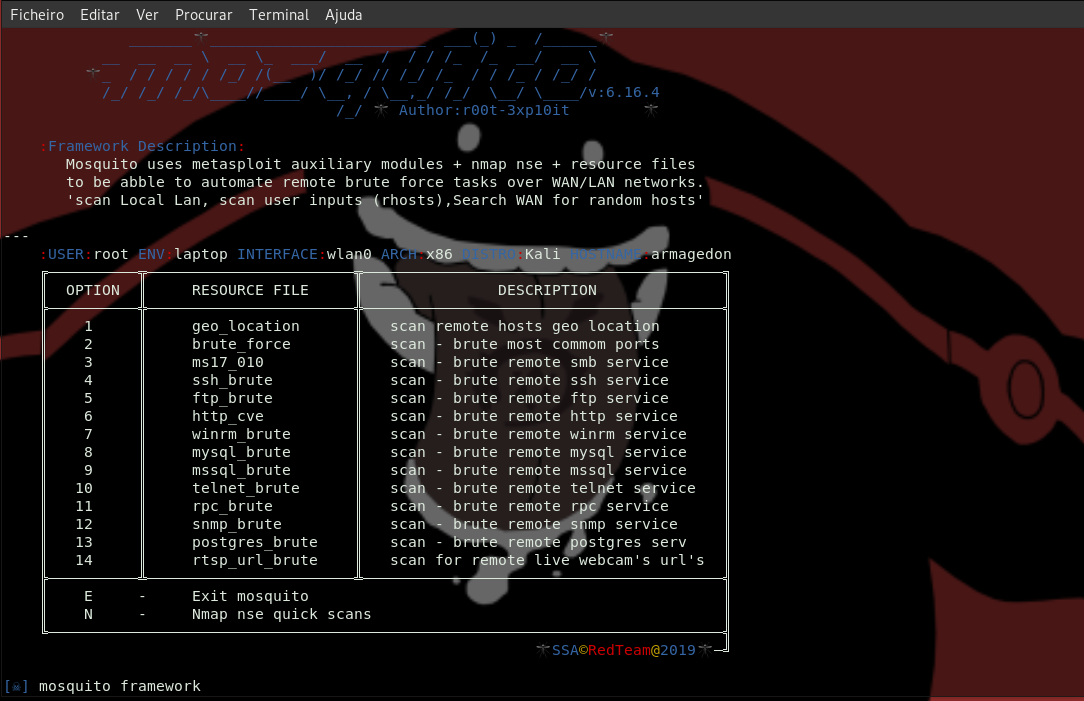 Ficheiro Editar Ver Procurar Terminal Ajuda
v:6.16.4
Author:r00t-3xp10it
:Framework Description:
Mosquito uses metasploit auxiliary modules + nmap nse + resource files
to be abble to automate remote brute force tasks over WAN/LAN networks.
'scan Local Lan, scan user inputs (rhosts),Search WAN for random hosts'
---
:USER:root ENV:laptop INTERFACE:wlan0 ARCH:x86 DISTRO:Kali HOSTNAME:armagedon
OPTION RESOURCE FILE DESCRIPTION
1 geo_location scan remote hosts geo location
2 brute_force scan - brute most commom ports
3 ms17_010 scan - brute remote smb service
4 ssh_brute scan - brute remote ssh service
5 ftp_brute scan - brute remote ftp service
6 http_cve scan - brute remote http service
7 winrm_brute scan - brute remote winrm service
8 mysql_brute scan - brute remote mysql service
9 mssql_brute scan - brute remote mssql service
10 telnet_brute scan - brute remote telnet service
11 rpc_brute scan - brute remote rpc service
12 snmp_brute scan - brute remote snmp service
13 postgres_brute scan - brute remote postgres serv
14 rtsp_url_brute scan for remote live webcam's url's
E - Exit mosquito
N - Nmap nse quick scans
SSA©RedTeam@2019
[☠] mosquito framework